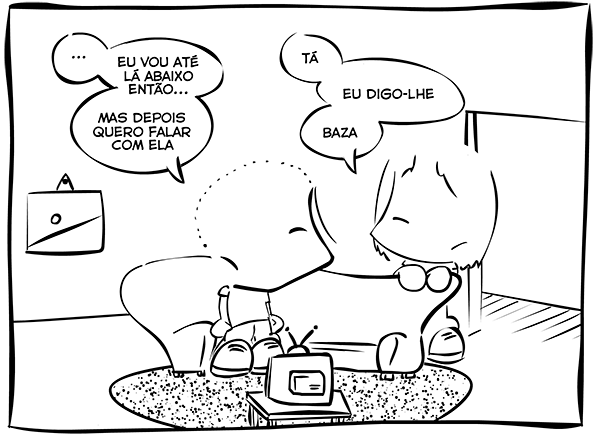 ...
EU VOU ATÉ
LÁ ABAIXO
ENTÃO...
MAS DEPOIS
QUERO FALAR
COM ELA
TÁ
EU DIGO-LHE
BAZA